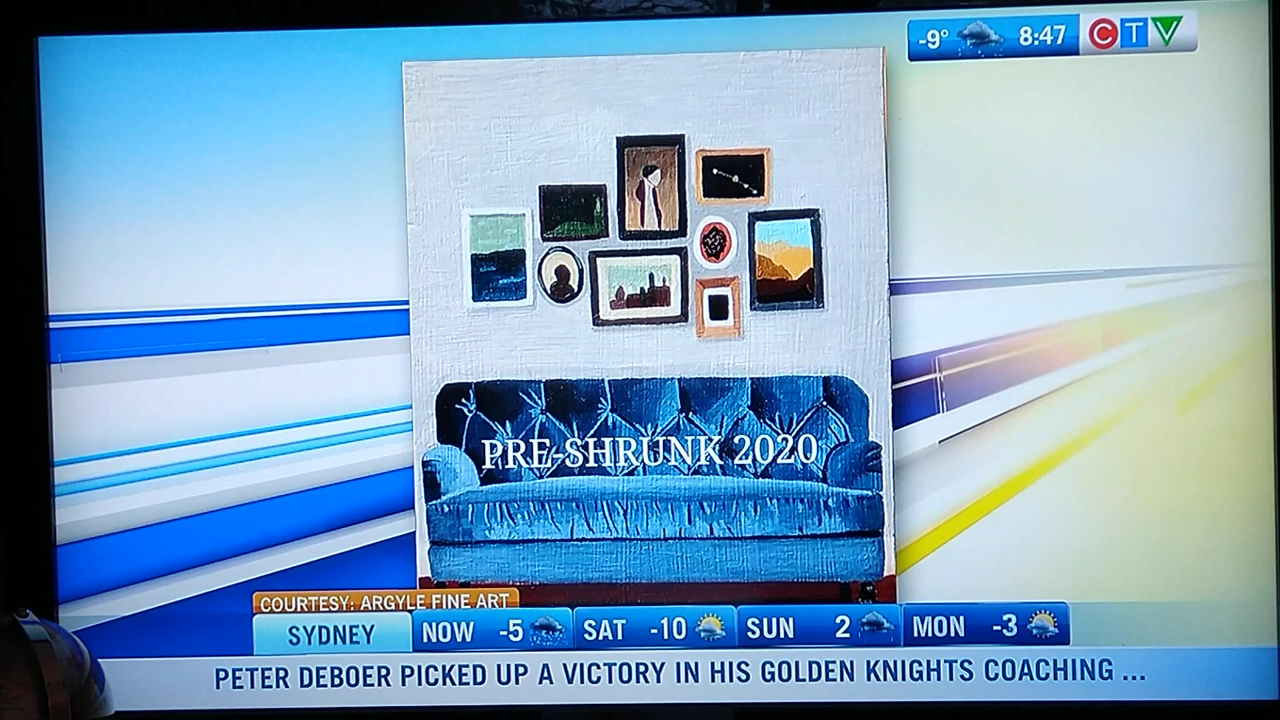 -9° 8:47 CTV
PRE-SHRUNK 2020
COURTESY: ARGYLE FINE ART
SYDNEY NOW -5 SAT -10 SUN 2 MON -3
PETER DEBOER PICKED UP A VICTORY IN HIS GOLDEN KNIGHTS COACHING ...